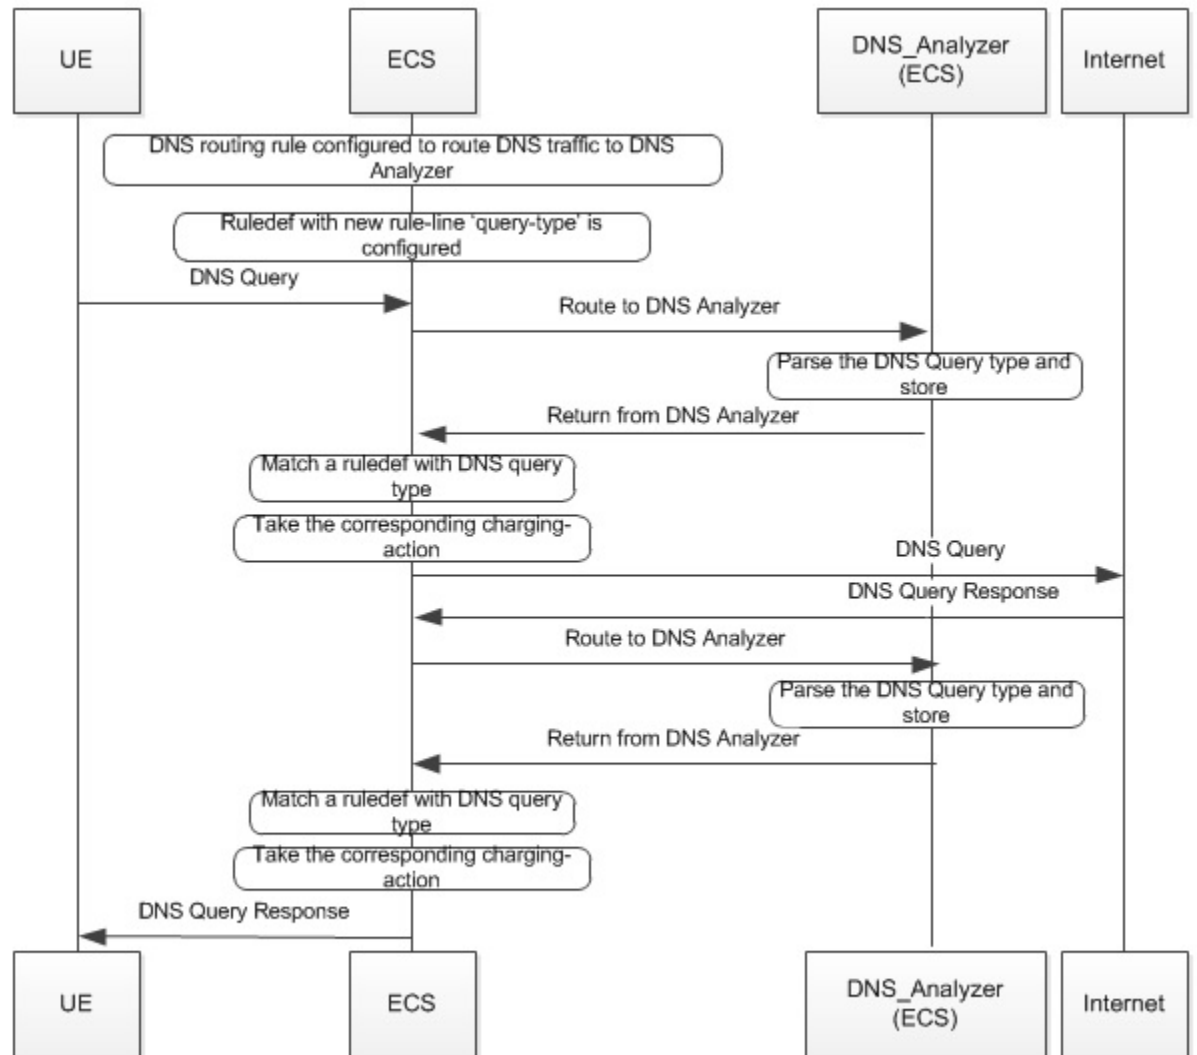 UE
ECS
DNS_Analyzer
(ECS)
Internet
DNS routing rule configured to route DNS traffic to DNS
Analyzer
Ruledef with new rule-line ‘query-type’ is
configured
DNS Query
Route to DNS Analyzer
Parse the DNS Query type and
store
Return from DNS Analyzer
Match a ruledef with DNS query
type
Take the corresponding charging-
action
DNS Query
DNS Query Response
Route to DNS Analyzer
Parse the DNS Query type and
store
Return from DNS Analyzer
Match a ruledef with DNS query
type
Take the corresponding charging-
action
DNS Query Response
UE
ECS
DNS_Analyzer
(ECS)
Internet